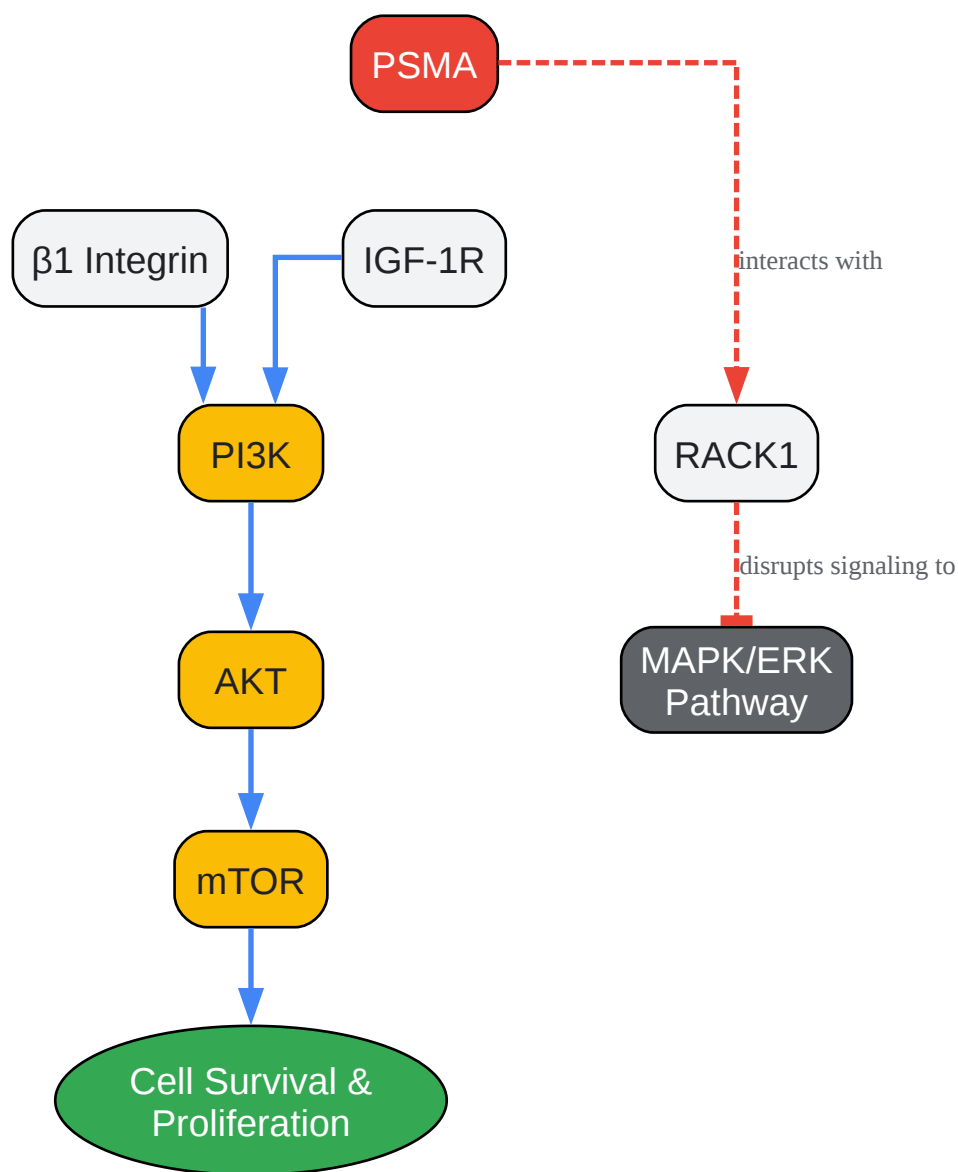 PSMA
β1 Integrin
IGF-1R
interacts with
PI3K
RACK1
disrupts signaling to
AKT
MAPK/ERK
Pathway
mTOR
Cell Survival &
Proliferation